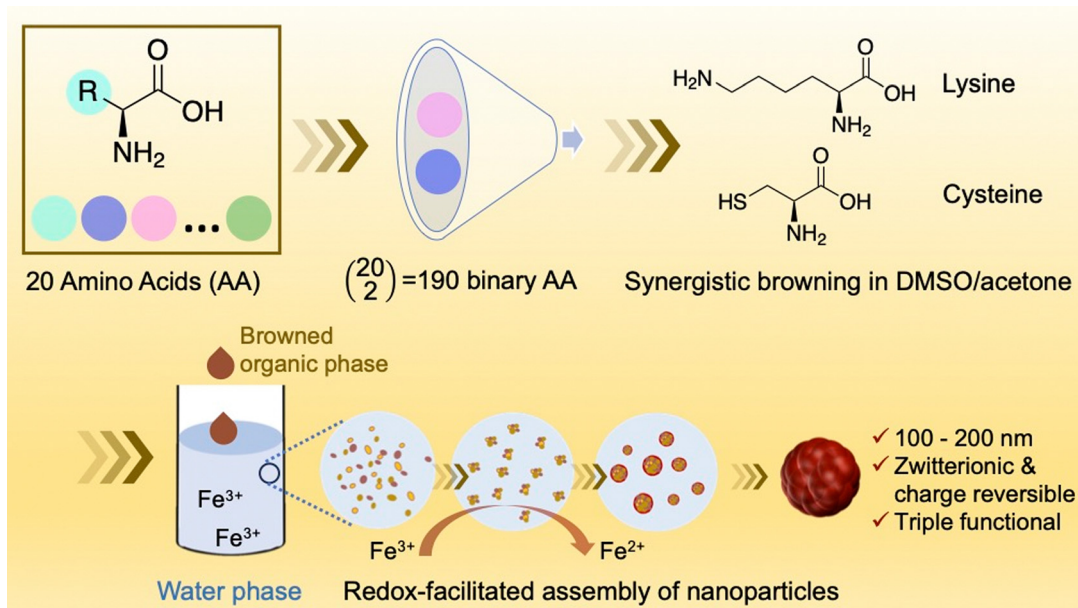 R
O
OH
NH₂
H₂N
O
OH
NH₂
Lysine
HS
O
OH
NH₂
Cysteine
...
20 Amino Acids (AA)
(20 2)=190 binary AA
Synergistic browning in DMSO/acetone
Browned
organic phase
Fe³⁺
Fe³⁺
Water phase
Fe³⁺
Fe²⁺
Redox-facilitated assembly of nanoparticles
✓ 100 - 200 nm
✓ Zwitterionic &
charge reversible
✓ Triple functional